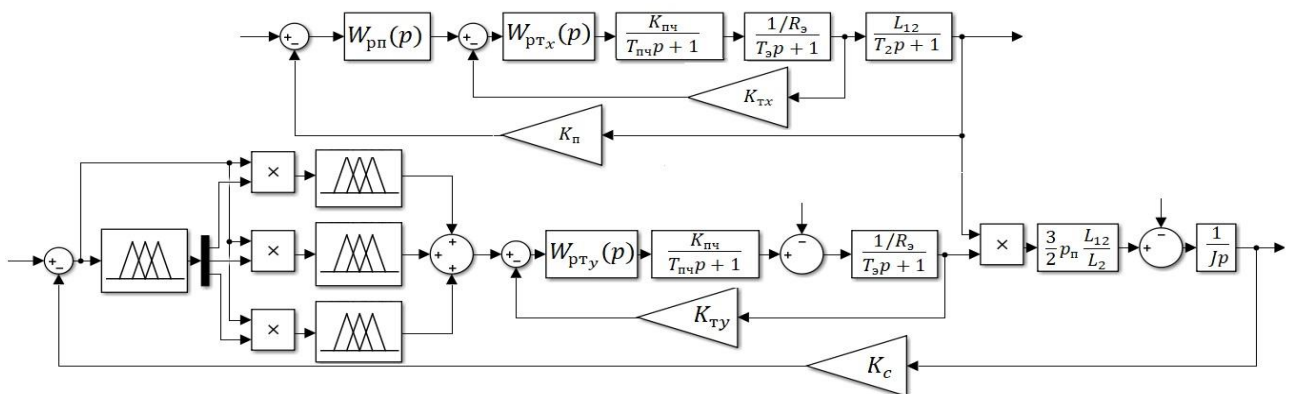 + − W_рп(p) + − W_ртx(p) K_пч / (T_пч p + 1) 1/R_э / (T_э p + 1) L_12 / (T_2 p + 1)
K_тx
K_п
×
+ − × + + + + − W_ртy(p) K_пч / (T_пч p + 1) + − 1/R_э / (T_э p + 1) × 3/2 p_п L_12/L_2 + − 1 / Jp
K_тy
×
K_c